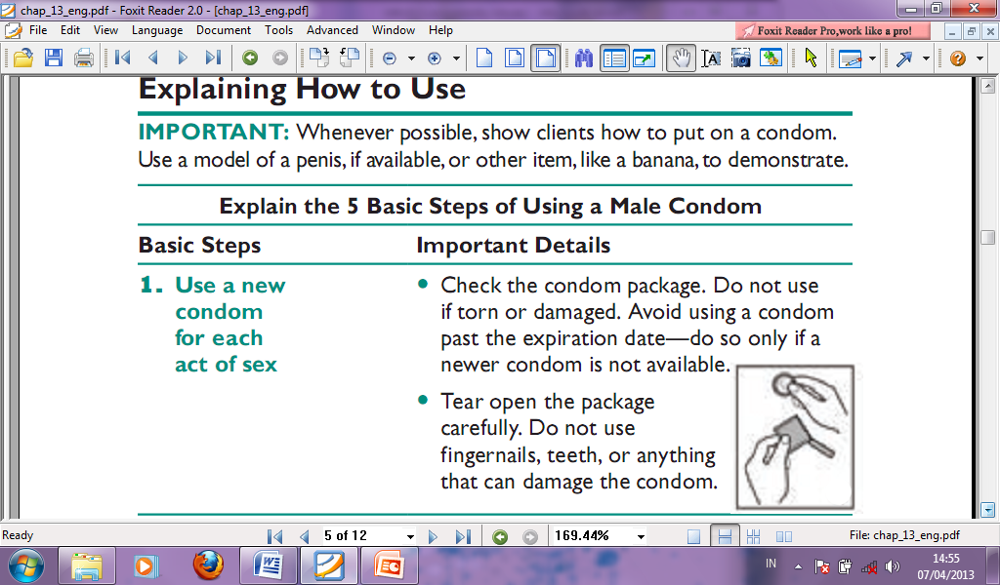 chap_13_eng.pdf - Foxit Reader 2.0 - [chap_13_eng.pdf]
File Edit View Language Document Tools Advanced Window Help
Foxit Reader Pro,work like a pro!
Explaining How to Use
IMPORTANT: Whenever possible, show clients how to put on a condom.
Use a model of a penis, if available, or other item, like a banana, to demonstrate.
Explain the 5 Basic Steps of Using a Male Condom
Basic Steps Important Details
1. Use a new
condom
for each
act of sex
• Check the condom package. Do not use
if torn or damaged. Avoid using a condom
past the expiration date—do so only if a
newer condom is not available.
• Tear open the package
carefully. Do not use
fingernails, teeth, or anything
that can damage the condom.
Ready 5 of 12 169.44% File: chap_13_eng.pdf
IN 14:55
07/04/2013